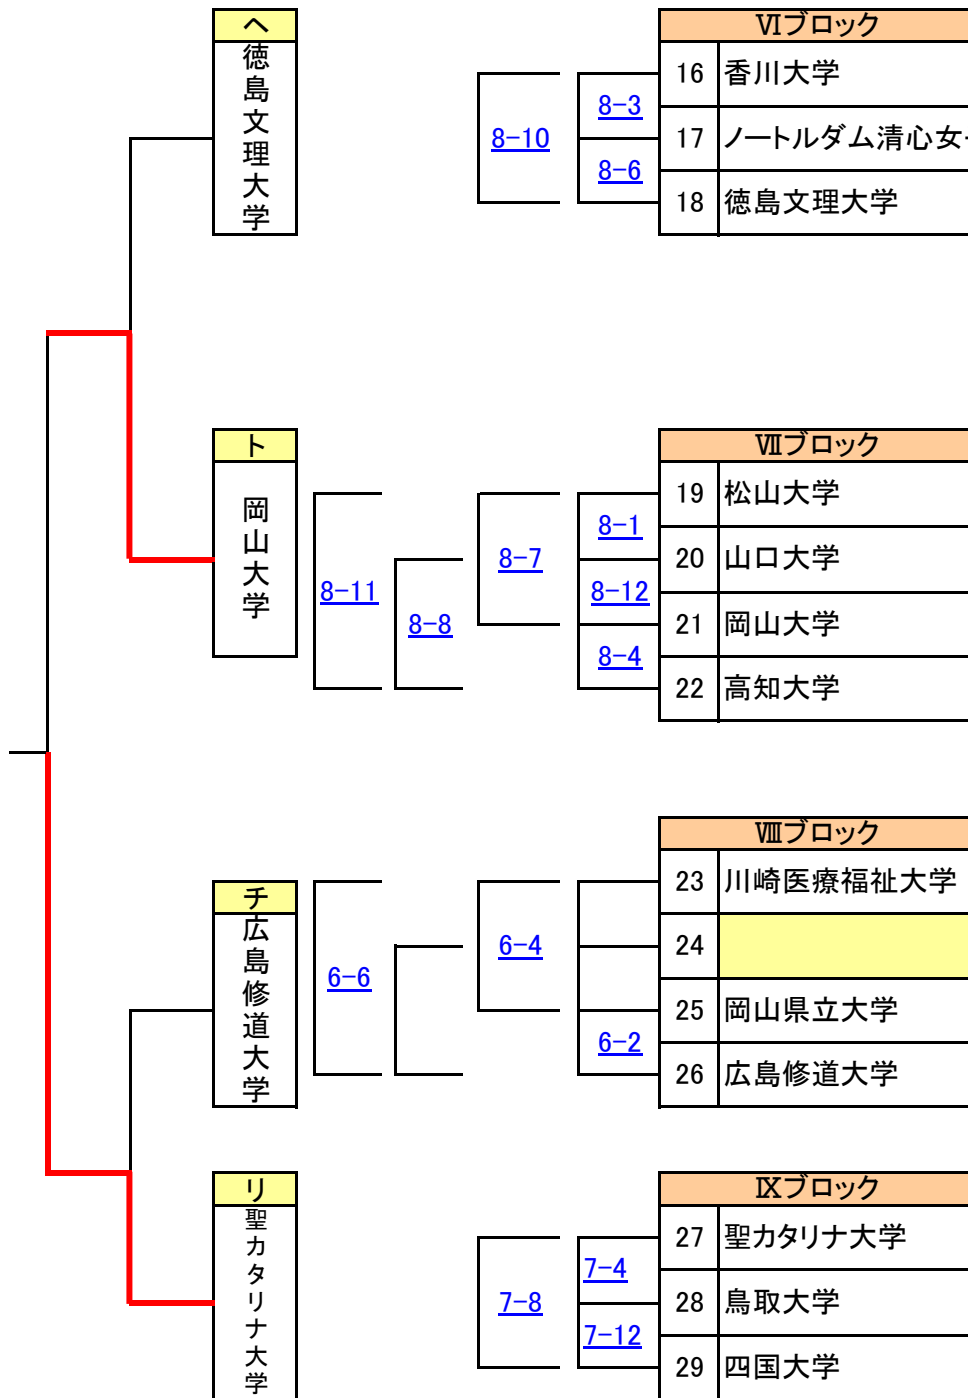 ヘ
徳島文理大学
Ⅵブロック
16 香川大学
8-3
8-10
17 ノートルダム清心女
8-6
18 徳島文理大学
ト
岡山大学
Ⅶブロック
19 松山大学
8-1
8-7
20 山口大学
8-11
8-8
8-12
21 岡山大学
8-4
22 高知大学
Ⅷブロック
23 川崎医療福祉大学
チ
広島修道大学
6-6
6-4
24
25 岡山県立大学
6-2
26 広島修道大学
リ
聖カタリナ大学
Ⅸブロック
27 聖カタリナ大学
7-4
7-8
28 鳥取大学
7-12
29 四国大学